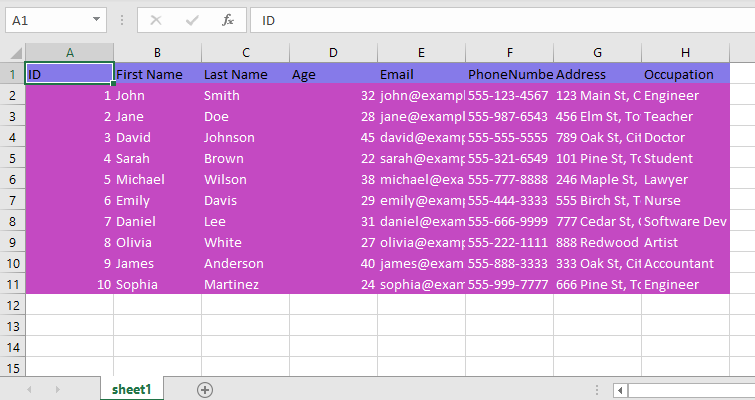 A1 fx ID
A B C D E F G H
1 ID First Name Last Name Age Email PhoneNumbe Address Occupation
2 1 John Smith 32 john@exampl 555-123-4567 123 Main St, C Engineer
3 2 Jane Doe 28 jane@exampl 555-987-6543 456 Elm St, To Teacher
4 3 David Johnson 45 david@examp 555-555-5555 789 Oak St, Cit Doctor
5 4 Sarah Brown 22 sarah@examp 555-321-6549 101 Pine St, To Student
6 5 Michael Wilson 38 michael@exa 555-777-8888 246 Maple St, Lawyer
7 6 Emily Davis 29 emily@examp 555-444-3333 555 Birch St, T Nurse
8 7 Daniel Lee 31 daniel@exam 555-666-9999 777 Cedar St, C Software Dev
9 8 Olivia White 27 olivia@examp 555-222-1111 888 Redwood Artist
10 9 James Anderson 40 james@exam 555-888-3333 333 Oak St, Cit Accountant
11 10 Sophia Martinez 24 sophia@exam 555-999-7777 666 Pine St, To Engineer
12
13
14
15
sheet1